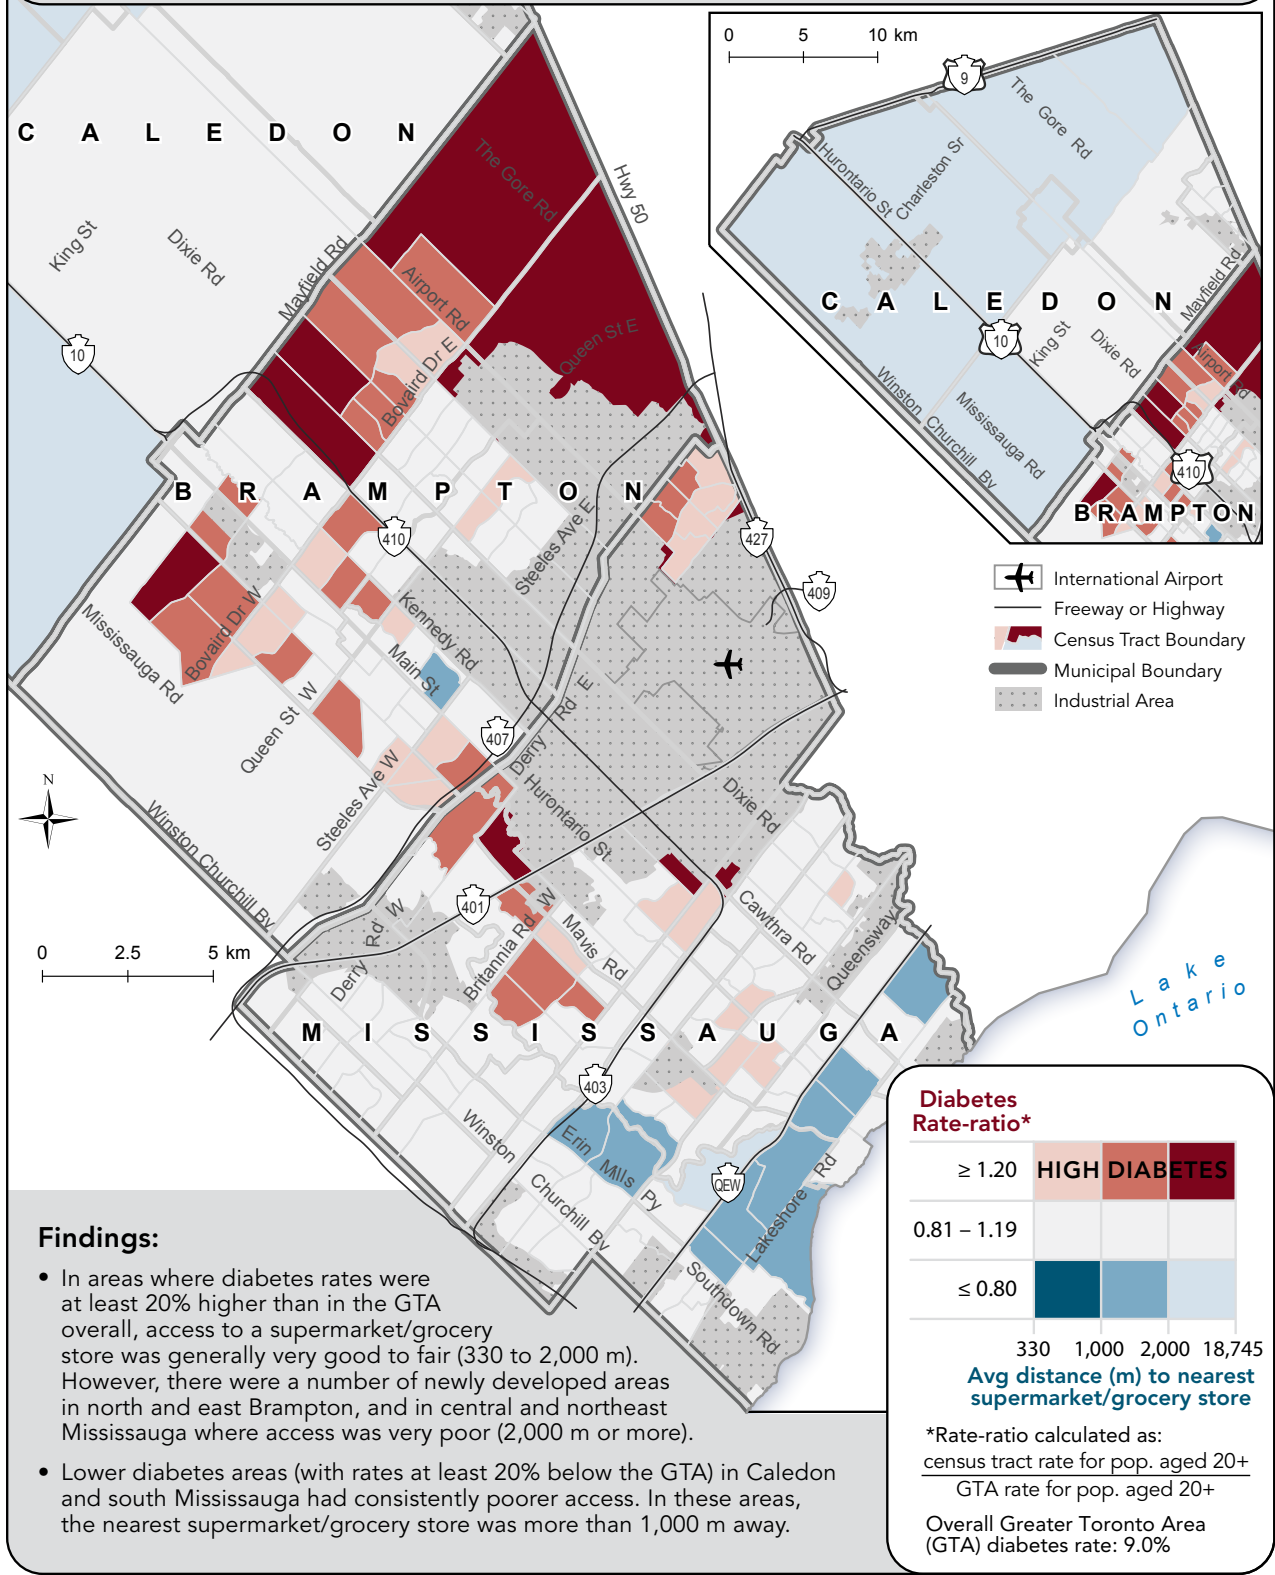 C A L E D O N
King St
Dixie Rd
Mayfield Rd
The Gore Rd
Hwy 50
Airport Rd
Bovaird Dr E
Queen St E
10
B R A M P T O N
410
Steeles Ave E
427
409
Mississauga Rd
Bovaird Dr W
Kennedy Rd
Main St
Queen St W
407
Derry Rd E
Steeles Ave W
Hurontario St
Dixie Rd
N
Winston Churchill Bv
401
Derry Rd W
Britannia Rd W
Mavis Rd
Cawthra Rd
Queensway
0 2.5 5 km
M I S S I S S A U G A
Lake
Ontario
403
Winston Churchill Bv
Erin Mills Py
QEW
Lakeshore Rd
Southdown Rd
0 5 10 km
9
The Gore Rd
Hurontario St
Charleston Sr
C A L E D O N
Mayfield Rd
10
King St
Dixie Rd
Airport Rd
Winston Churchill Bv
Mississauga Rd
410
BRAMPTON
International Airport
Freeway or Highway
Census Tract Boundary
Municipal Boundary
Industrial Area
Findings:
• In areas where diabetes rates were
at least 20% higher than in the GTA
overall, access to a supermarket/grocery
store was generally very good to fair (330 to 2,000 m).
However, there were a number of newly developed areas
in north and east Brampton, and in central and northeast
Mississauga where access was very poor (2,000 m or more).
• Lower diabetes areas (with rates at least 20% below the GTA) in Caledon
and south Mississauga had consistently poorer access. In these areas,
the nearest supermarket/grocery store was more than 1,000 m away.
Diabetes
Rate-ratio*
≥ 1.20 HIGH DIABETES
0.81 – 1.19
≤ 0.80
330 1,000 2,000 18,745
Avg distance (m) to nearest
supermarket/grocery store
*Rate-ratio calculated as:
census tract rate for pop. aged 20+
GTA rate for pop. aged 20+
Overall Greater Toronto Area
(GTA) diabetes rate: 9.0%